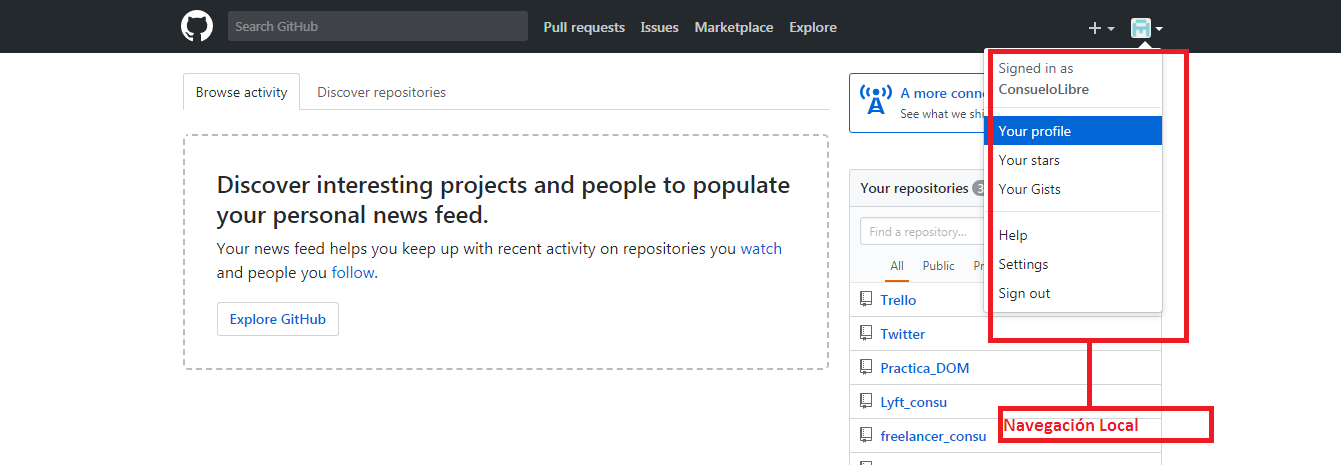 Search GitHub
Pull requests
Issues
Marketplace
Explore
Browse activity
Discover repositories
Discover interesting projects and people to populate
your personal news feed.
Your news feed helps you keep up with recent activity on repositories you watch
and people you follow.
Explore GitHub
A more
See what we
Your repositories
Find a repository...
All
Public
Trello
Twitter
Practica_DOM
Lyft_consu
freelancer_consu
Signed in as
ConsueloLibre
Your profile
Your stars
Your Gists
Help
Settings
Sign out
Navegación Local